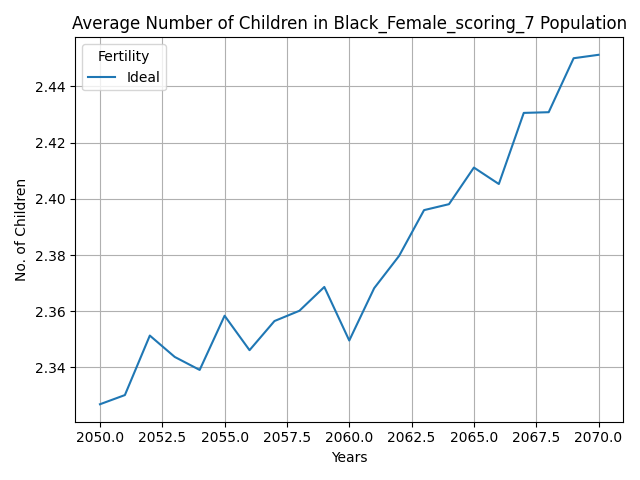 Average Number of Children in Black_Female_scoring_7 Population
Fertility
Ideal
No. of Children
2.44
2.42
2.40
2.38
2.36
2.34
2050.0 2052.5 2055.0 2057.5 2060.0 2062.5 2065.0 2067.5 2070.0
Years